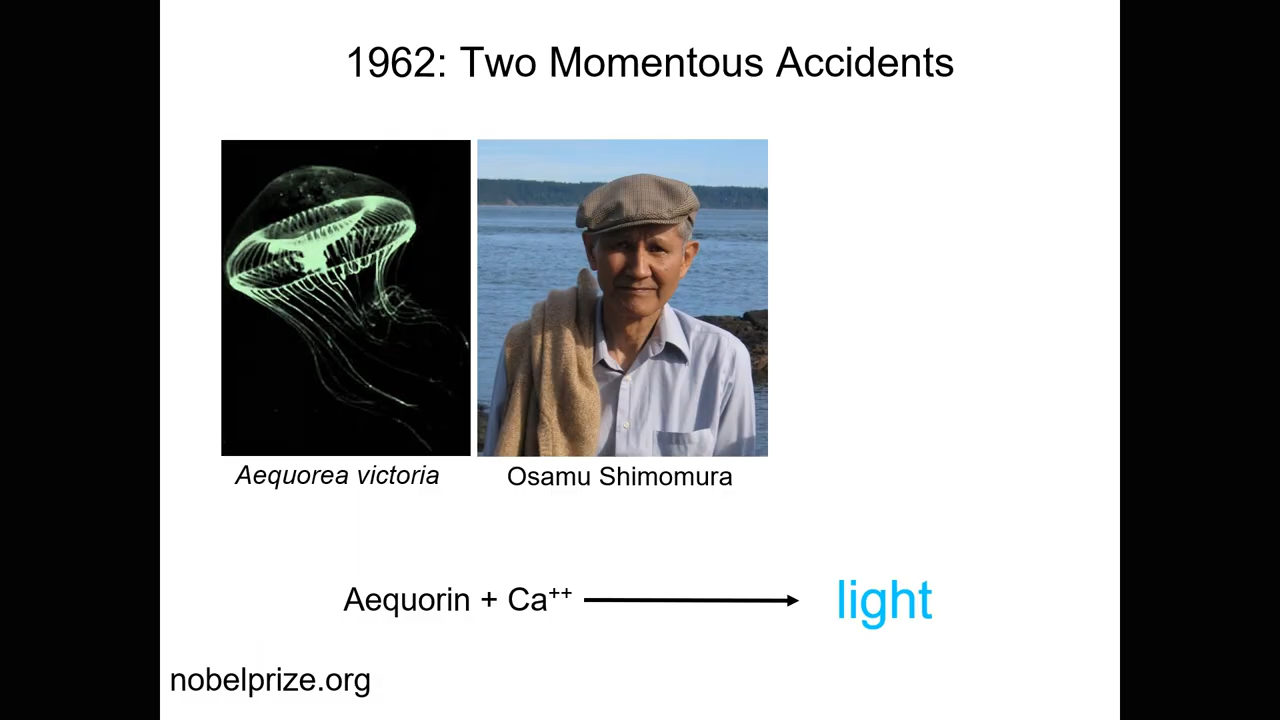 1962: Two Momentous Accidents
Aequorea victoria
Osamu Shimomura
Aequorin + Ca⁺⁺
light
nobelprize.org